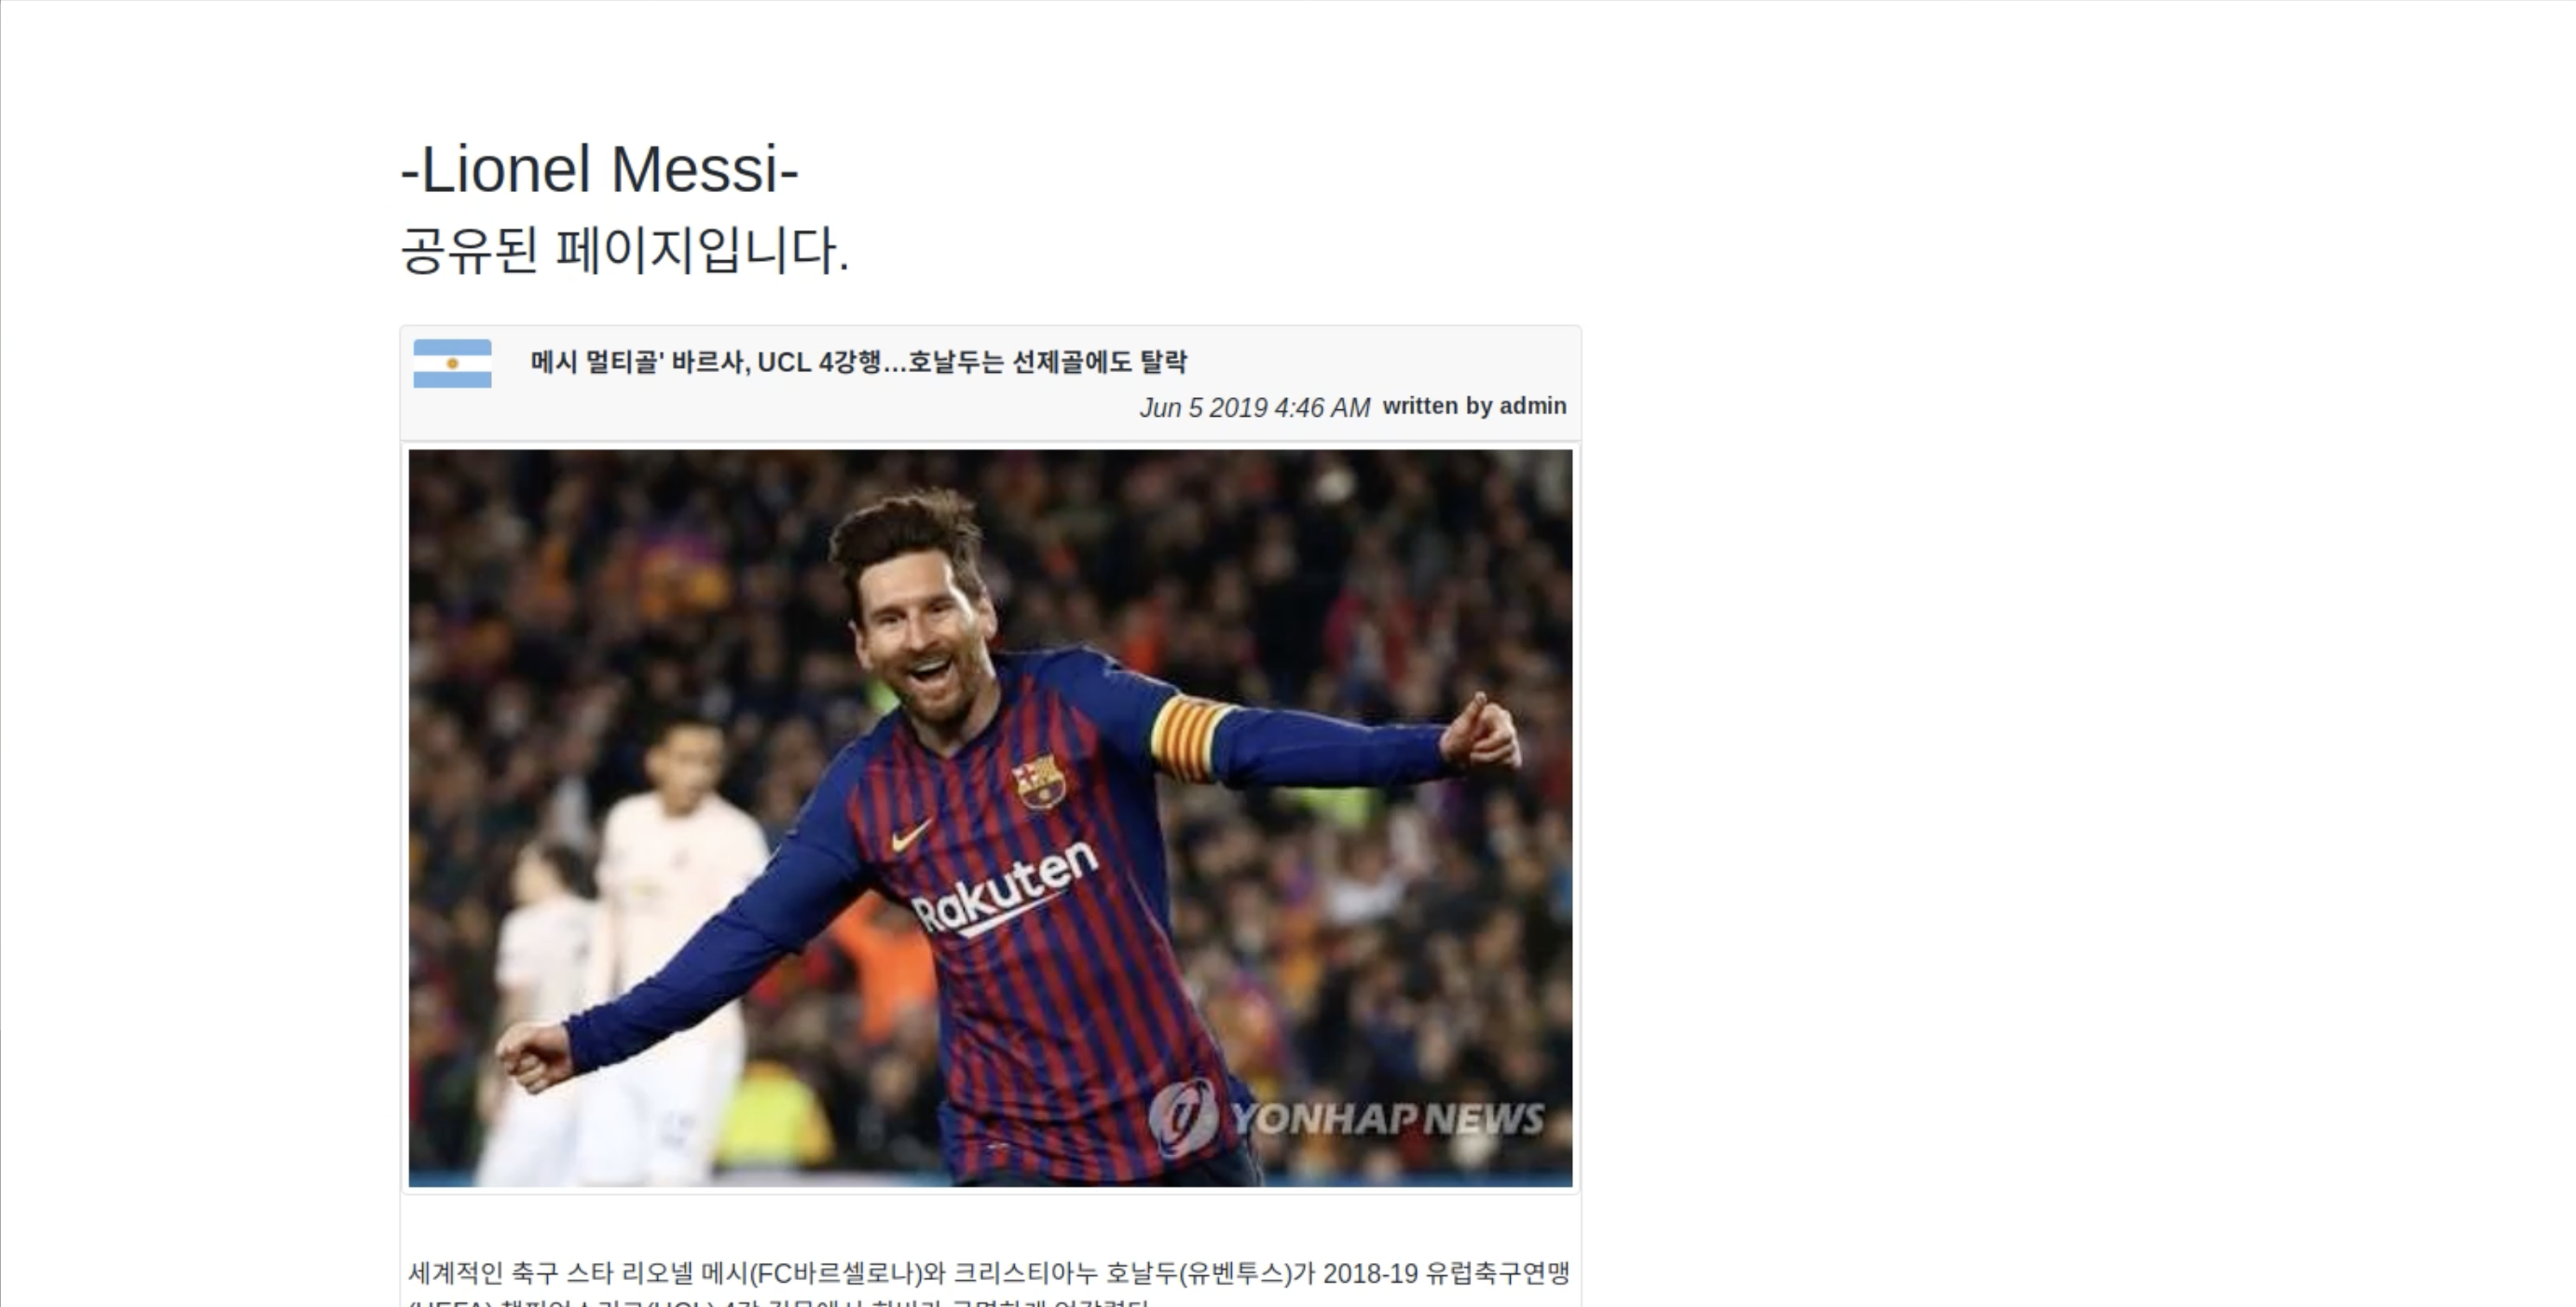 -Lionel Messi-
공유된 페이지입니다.
메시 멀티골' 바르사, UCL 4강행...호날두는 선제골에도 탈락
Jun 5 2019 4:46 AM written by admin
Rakuten
YONHAP NEWS
세계적인 축구 스타 리오넬 메시(FC바르셀로나)와 크리스티아누 호날두(유벤투스)가 2018-19 유럽축구연맹